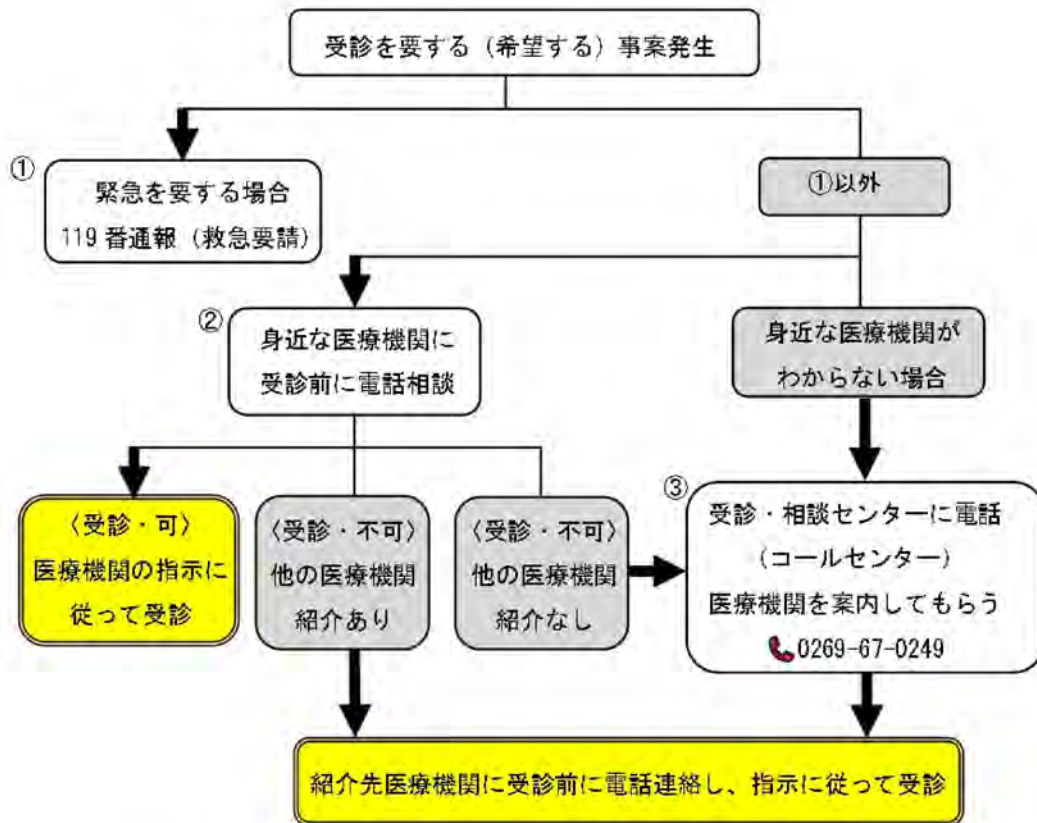 受診を要する（希望する）事案発生
①
緊急を要する場合
119番通報（救急要請）
①以外
②
身近な医療機関に
受診前に電話相談
身近な医療機関が
わからない場合
〈受診・可〉
医療機関の指示に
従って受診
〈受診・不可〉
他の医療機関
紹介あり
〈受診・不可〉
他の医療機関
紹介なし
③
受診・相談センターに電話
（コールセンター）
医療機関を案内してもらう
0269-67-0249
紹介先医療機関に受診前に電話連絡し、指示に従って受診